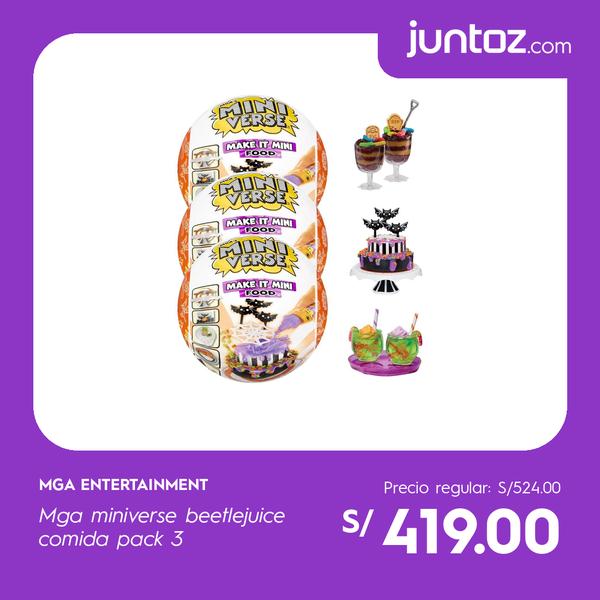 juntoz.com
MINI
VERSE
MAKE IT MINI
FOOD
MINI
VERSE
MAKE IT MINI
FOOD
MINI
VERSE
MAKE IT MINI
FOOD
MGA ENTERTAINMENT
Mga miniverse beetlejuice
comida pack 3
Precio regular: S/524.00
S/ 419.00